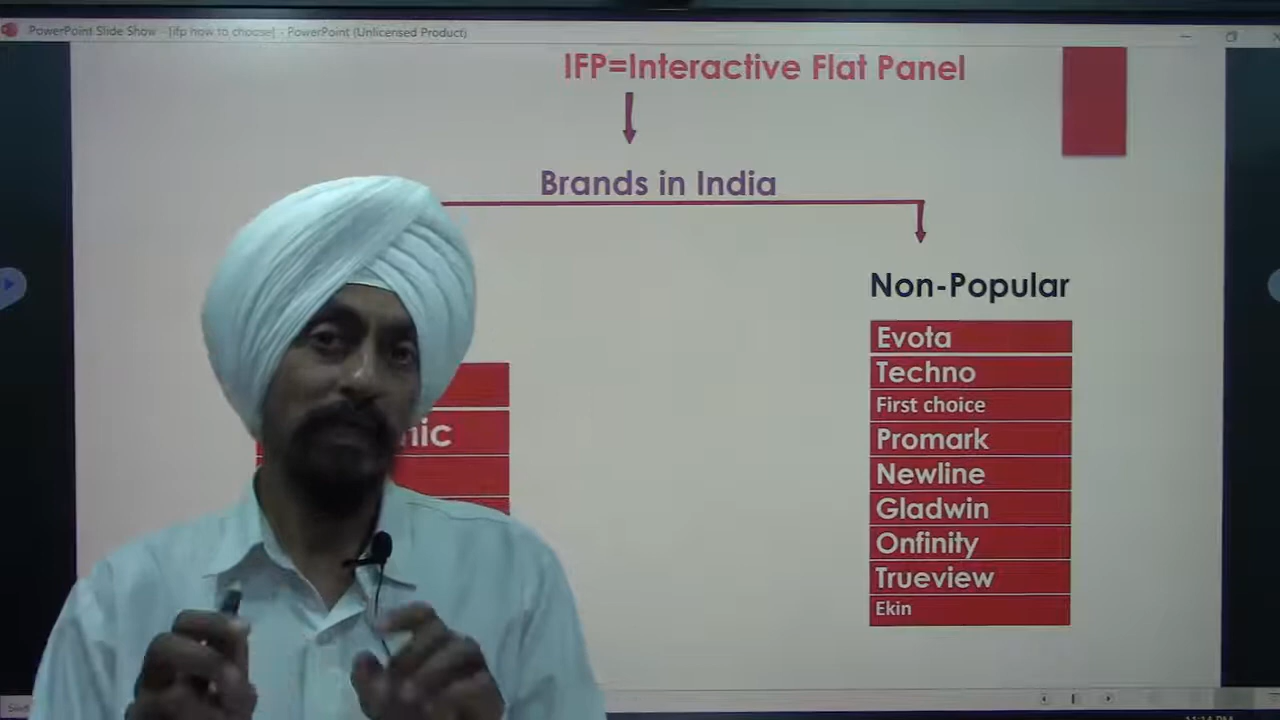 PowerPoint Slide Show - [ifp how to choose] - PowerPoint (Unlicensed Product)
IFP=Interactive Flat Panel
Brands in India
Non-Popular
Evota
Techno
First choice
Promark
Newline
Gladwin
Onfinity
Trueview
Ekin